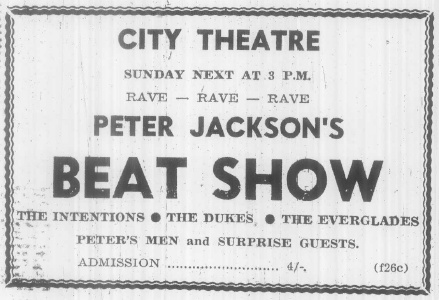 CITY THEATRE
SUNDAY NEXT AT 3 P.M.
RAVE — RAVE — RAVE
PETER JACKSON'S
BEAT SHOW
THE INTENTIONS ● THE DUKES ● THE EVERGLADES
PETER'S MEN and SURPRISE GUESTS.
ADMISSION .......................... 4/-. (f26c)